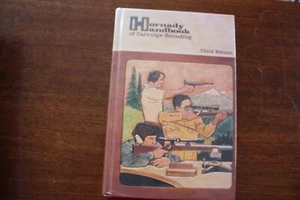 Hornady
Handbook
of Cartridge Reloading
Third Edition